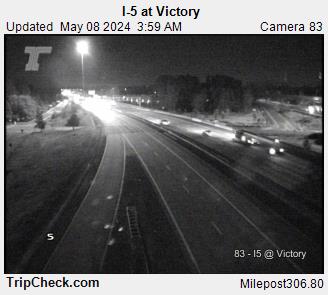 I-5 at Victory
Updated May 08 2024 3:59 AM Camera 83
T
S
83 - I5 @ Victory
TripCheck.com Milepost306.80